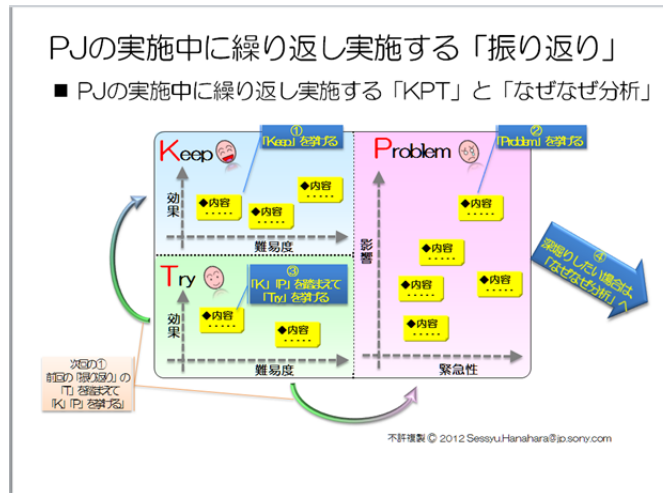 PJの実施中に繰り返し実施する「振り返り」
■ PJの実施中に繰り返し実施する「KPT」と「なぜなぜ分析」
Keep
①
「Keep」を挙げる
効果
◆内容
・・・・・
◆内容
・・・・・
◆内容
・・・・・
難易度
Problem
②
「Problem」を挙げる
影響
◆内容
・・・・・
◆内容
・・・・・
◆内容
・・・・・
◆内容
・・・・・
◆内容
・・・・・
緊急性
Try
③
「K」「P」を踏まえて
「Try」を挙げる
効果
◆内容
・・・・・
◆内容
・・・・・
難易度
④
深掘りしたい場合は
「なぜなぜ分析」へ
次回の①
前回の「振り返り」の
「T」を踏まえて
「K」「P」を挙げる」
不許複製 © 2012 Sessyu.Hanahara@jp.sony.com